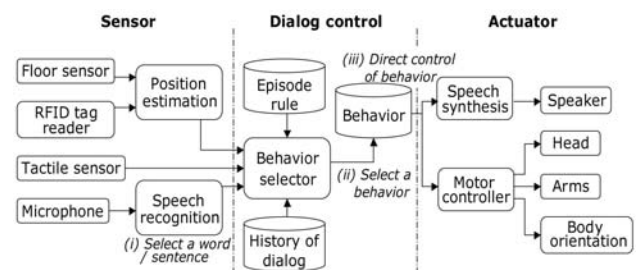 Sensor
Dialog control
Actuator
Floor sensor
RFID tag
reader
Tactile sensor
Microphone
Position
estimation
Speech
recognition
(i) Select a word
/ sentence
Episode
rule
Behavior
selector
History of
dialog
(iii) Direct control
of behavior
Behavior
(ii) Select a
behavior
Speech
synthesis
Motor
controller
Speaker
Head
Arms
Body
orientation